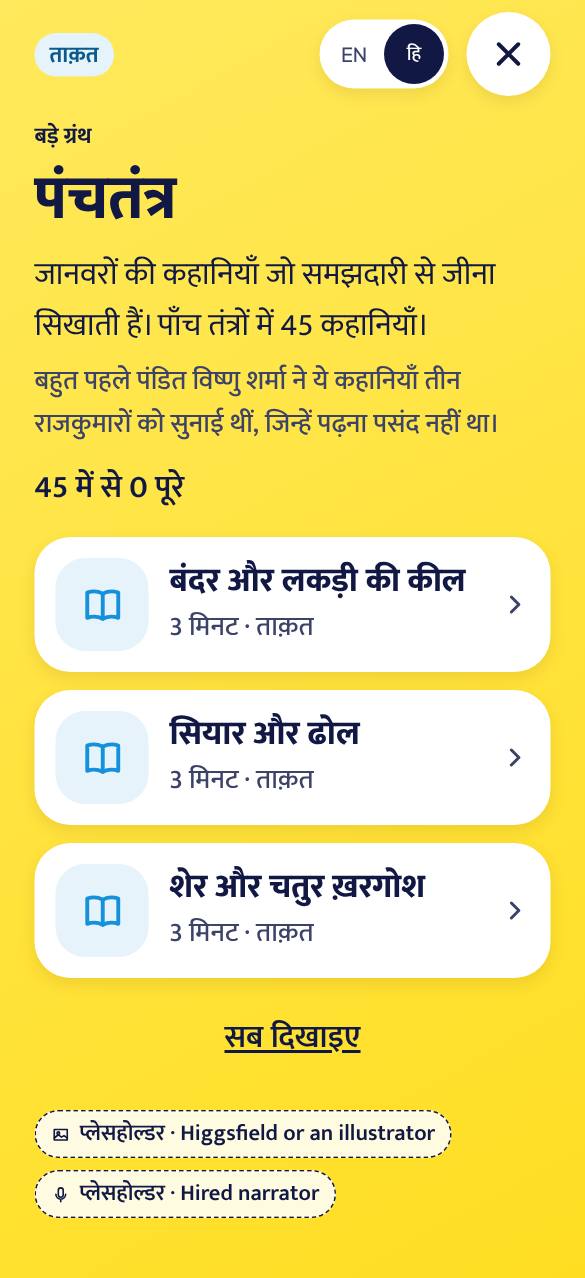 ताक़त
EN हि
बड़े ग्रंथ
पंचतंत्र
जानवरों की कहानियाँ जो समझदारी से जीना
सिखाती हैं। पाँच तंत्रों में 45 कहानियाँ।
बहुत पहले पंडित विष्णु शर्मा ने ये कहानियाँ तीन
राजकुमारों को सुनाई थीं, जिन्हें पढ़ना पसंद नहीं था।
45 में से 0 पूरे
बंदर और लकड़ी की कील
3 मिनट · ताक़त
सियार और ढोल
3 मिनट · ताक़त
शेर और चतुर ख़रगोश
3 मिनट · ताक़त
सब दिखाइए
प्लेसहोल्डर · Higgsfield or an illustrator
प्लेसहोल्डर · Hired narrator